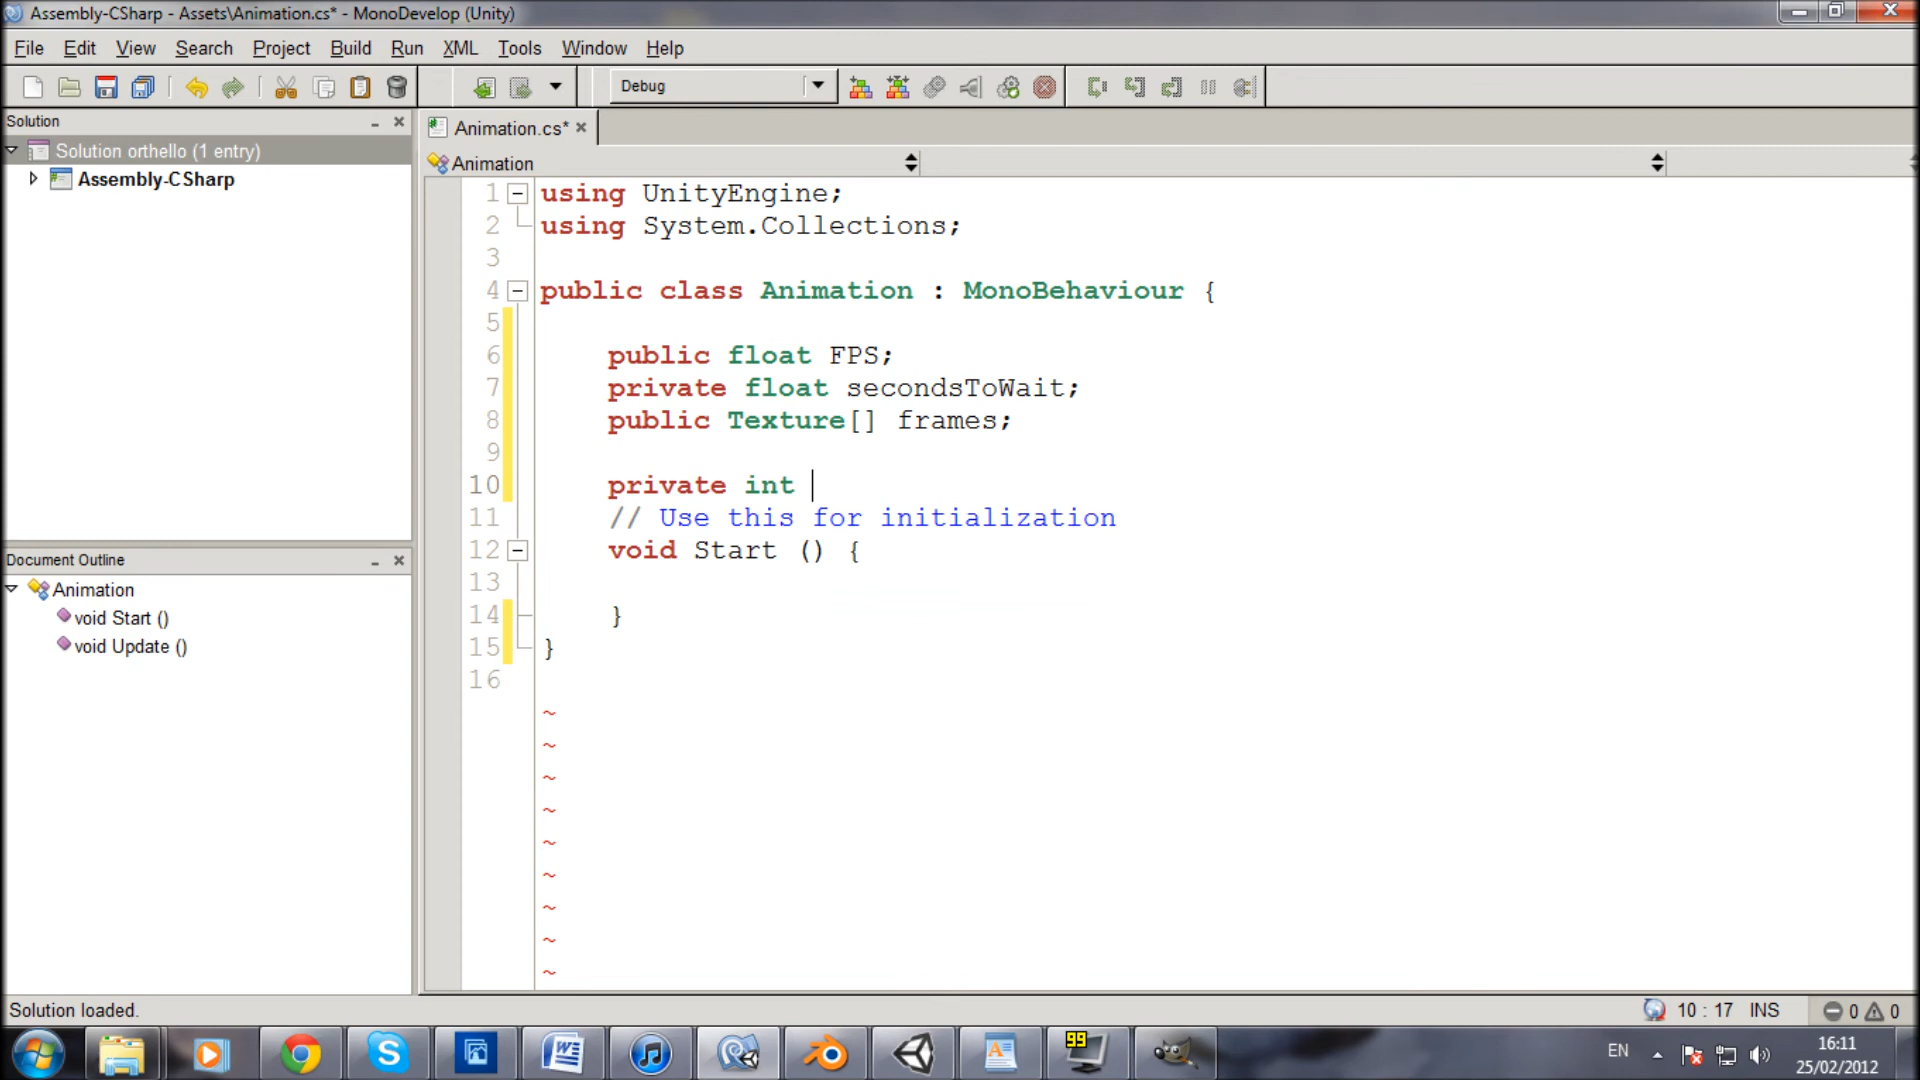 Assembly-CSharp - Assets\Animation.cs* - MonoDevelop (Unity)
File Edit View Search Project Build Run XML Tools Window Help
Debug
Solution
Solution orthello (1 entry)
Assembly-CSharp
Animation.cs*
Animation
1 using UnityEngine;
2 using System.Collections;
3
4 public class Animation : MonoBehaviour {
5
6 public float FPS;
7 private float secondsToWait;
8 public Texture[] frames;
9
10 private int
11 // Use this for initialization
12 void Start () {
13
14 }
15 }
16
~
~
~
~
~
~
~
~
~
Document Outline
Animation
void Start ()
void Update ()
Solution loaded.
10 : 17 INS
0 0
99
EN
16:11
25/02/2012